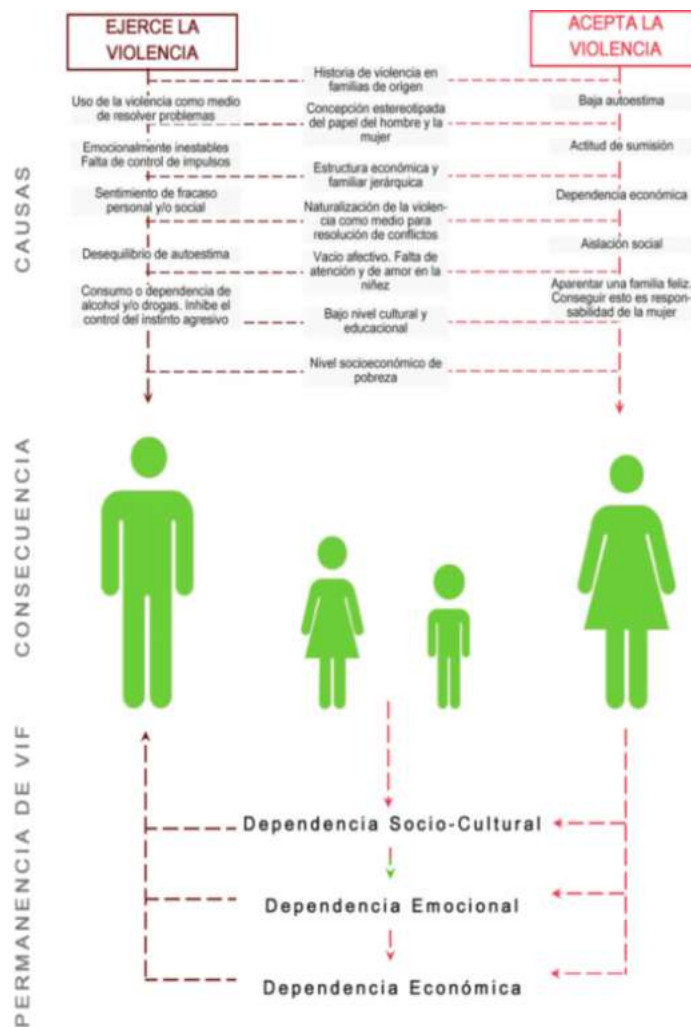 EJERCE LA
VIOLENCIA
ACEPTA LA
VIOLENCIA
CAUSAS
Uso de la violencia como medio
de resolver problemas
Emocionalmente inestables
Falta de control de impulsos
Sentimiento de fracaso
personal y/o social
Desequilibrio de autoestima
Consumo o dependencia de
alcohol y/o drogas. Inhibe el
control del instinto agresivo
Historia de violencia en
familias de origen
Concepción estereotipada
del papel del hombre y la
mujer
Estructura económica y
familiar jerárquica
Naturalización de la violen-
cia como medio para
resolución de conflictos
Vacio afectivo. Falta de
atención y de amor en la
niñez
Bajo nivel cultural y
educacional
Nivel socioeconómico de
pobreza
Baja autoestima
Actitud de sumisión
Dependencia económica
Aislación social
Aparentar una familia feliz.
Conseguir esto es respon-
sabilidad de la mujer
CONSECUENCIA
PERMANENCIA DE VIF
Dependencia Socio-Cultural
Dependencia Emocional
Dependencia Económica